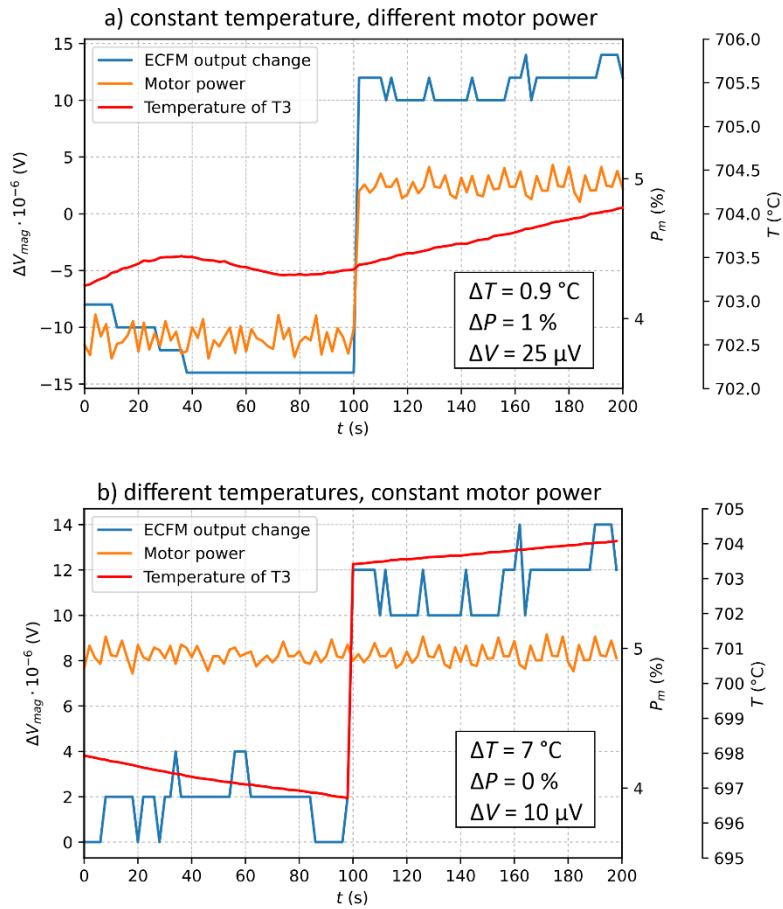 a) constant temperature, different motor power
ECFM output change
Motor power
Temperature of T3
15
10
5
0
−5
−10
−15
ΔV_mag · 10⁻⁶ (V)
0 20 40 60 80 100 120 140 160 180 200
t (s)
5
4
P_m (%)
706.0
705.5
705.0
704.5
704.0
703.5
703.0
702.5
702.0
T (°C)
ΔT = 0.9 °C
ΔP = 1 %
ΔV = 25 µV
b) different temperatures, constant motor power
ECFM output change
Motor power
Temperature of T3
14
12
10
8
6
4
2
0
ΔV_mag · 10⁻⁶ (V)
0 20 40 60 80 100 120 140 160 180 200
t (s)
5
4
P_m (%)
705
704
703
702
701
700
699
698
697
696
695
T (°C)
ΔT = 7 °C
ΔP = 0 %
ΔV = 10 µV